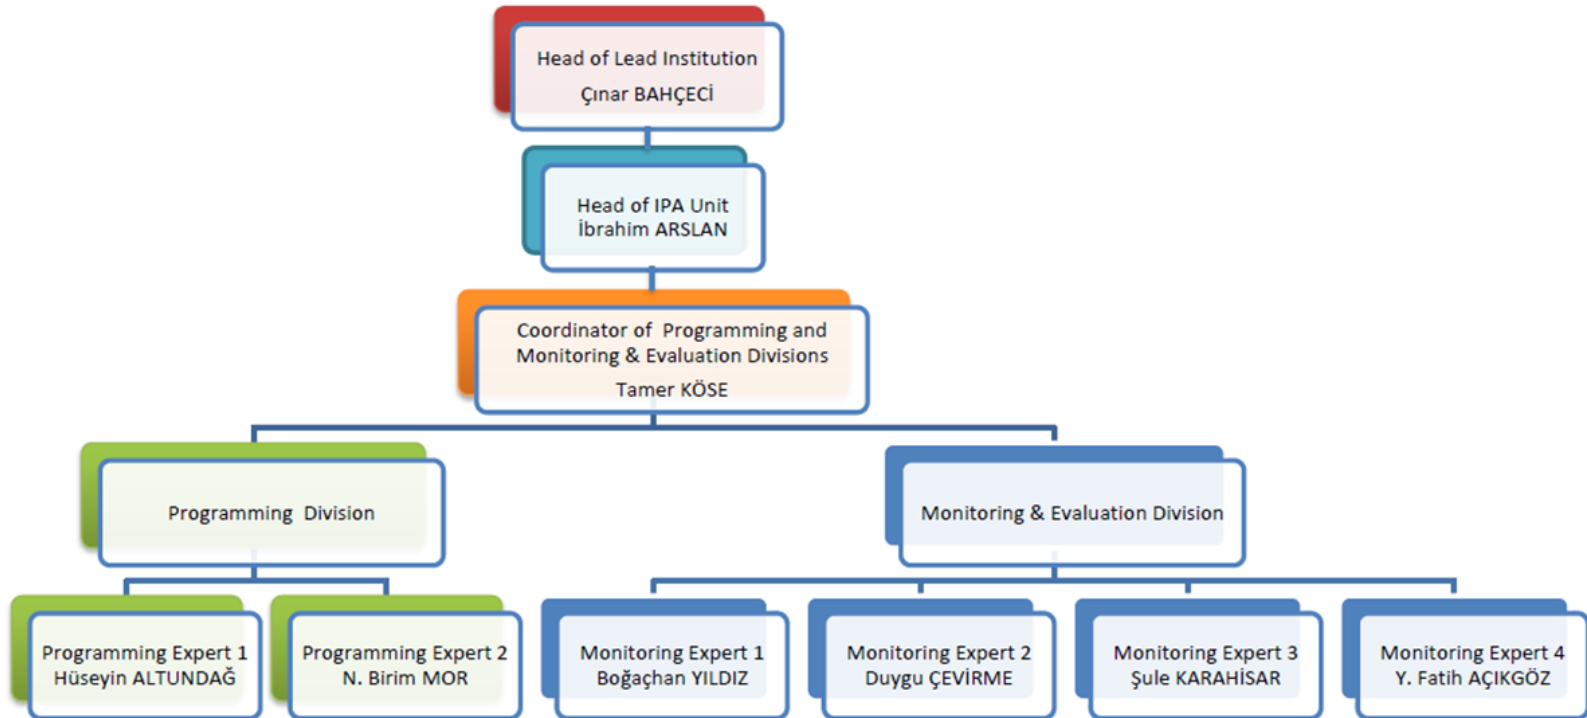 Head of Lead Institution
Çınar BAHÇECİ
Head of IPA Unit
İbrahim ARSLAN
Coordinator of Programming and
Monitoring & Evaluation Divisions
Tamer KÖSE
Programming Division
Monitoring & Evaluation Division
Programming Expert 1
Hüseyin ALTUNDAĞ
Programming Expert 2
N. Birim MOR
Monitoring Expert 1
Boğaçhan YILDIZ
Monitoring Expert 2
Duygu ÇEVİRME
Monitoring Expert 3
Şule KARAHİSAR
Monitoring Expert 4
Y. Fatih AÇIKGÖZ